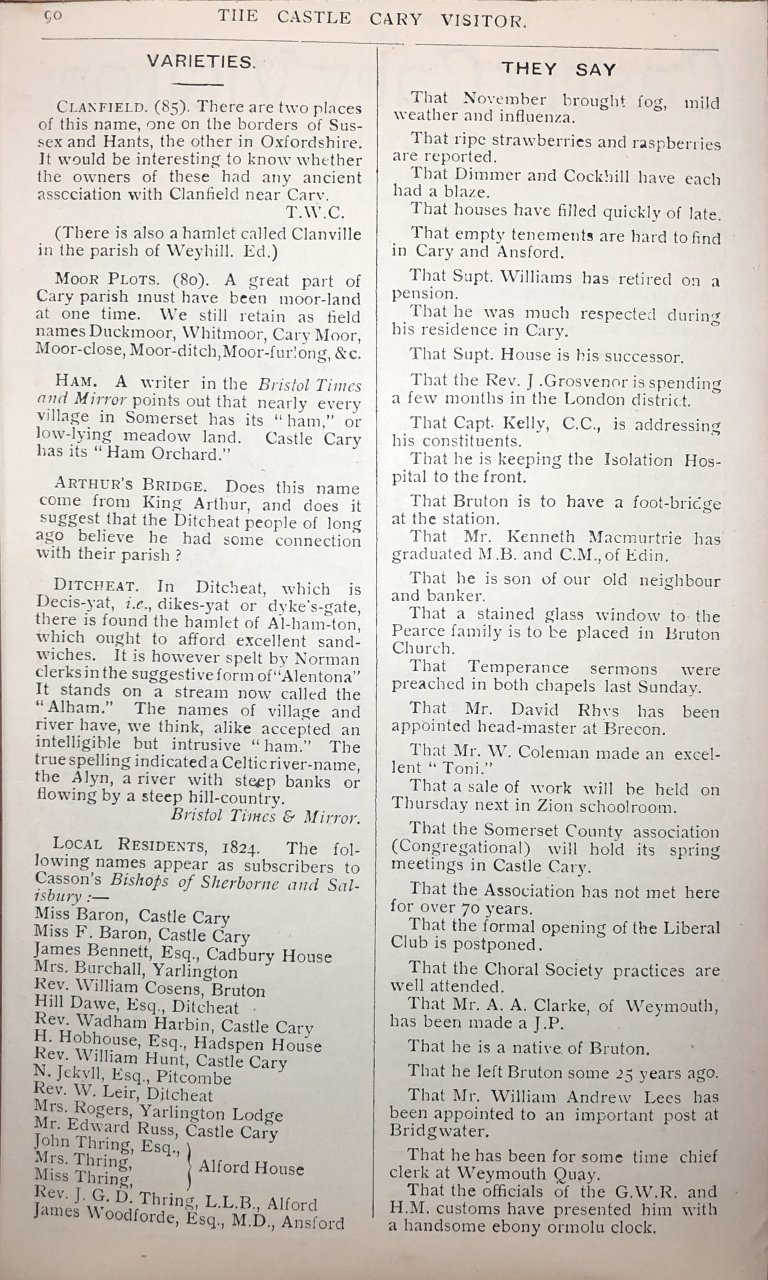 90
THE CASTLE CARY VISITOR.
VARIETIES.
CLANFIELD. (85). There are two places
of this name, one on the borders of Sus-
sex and Hants, the other in Oxfordshire.
It would be interesting to know whether
the owners of these had any ancient
association with Clanfield near Cary.
T.W.C.
(There is also a hamlet called Clanville
in the parish of Weyhill. Ed.)
MOOR PLOTS. (80). A great part of
Cary parish must have been moor-land
at one time. We still retain as field
names Duckmoor, Whitmoor, Cary Moor,
Moor-close, Moor-ditch, Moor-furlong, &c.
HAM. A writer in the Bristol Times
and Mirror points out that nearly every
village in Somerset has its "ham," or
low-lying meadow land. Castle Cary
has its "Ham Orchard."
ARTHUR'S BRIDGE. Does this name
come from King Arthur, and does it
suggest that the Ditcheat people of long
ago believe he had some connection
with their parish ?
DITCHEAT. In Ditcheat, which is
Decis-yat, i.e., dikes-yat or dyke's-gate,
there is found the hamlet of Al-ham-ton,
which ought to afford excellent sand-
wiches. It is however spelt by Norman
clerks in the suggestive form of "Alentona"
It stands on a stream now called the
"Alham." The names of village and
river have, we think, alike accepted an
intelligible but intrusive "ham." The
true spelling indicated a Celtic river-name,
the Alyn, a river with steep banks or
flowing by a steep hill-country.
Bristol Times & Mirror.
LOCAL RESIDENTS, 1824. The fol-
lowing names appear as subscribers to
Casson's Bishops of Sherborne and Sal-
isbury :—
Miss Baron, Castle Cary
Miss F. Baron, Castle Cary
James Bennett, Esq., Cadbury House
Mrs. Burchall, Yarlington
Rev. William Cosens, Bruton
Hill Dawe, Esq., Ditcheat
Rev. Wadham Harbin, Castle Cary
H. Hobhouse, Esq., Hadspen House
Rev. William Hunt, Castle Cary
N. Jekyll, Esq., Pitcombe
Rev. W. Leir, Ditcheat
Mrs. Rogers, Yarlington Lodge
Mr. Edward Russ, Castle Cary
John Thring, Esq.,
Mrs. Thring,
Miss Thring,
Alford House
Rev. J. G. D. Thring, L.L.B., Alford
James Woodforde, Esq., M.D., Ansford
THEY SAY
That November brought fog, mild
weather and influenza.
That ripe strawberries and raspberries
are reported.
That Dimmer and Cockhill have each
had a blaze.
That houses have filled quickly of late.
That empty tenements are hard to find
in Cary and Ansford.
That Supt. Williams has retired on a
pension.
That he was much respected during
his residence in Cary.
That Supt. House is his successor.
That the Rev. J .Grosvenor is spending
a few months in the London district.
That Capt. Kelly, C.C., is addressing
his constituents.
That he is keeping the Isolation Hos-
pital to the front.
That Bruton is to have a foot-bridge
at the station.
That Mr. Kenneth Macmurtrie has
graduated M.B. and C.M., of Edin.
That he is son of our old neighbour
and banker.
That a stained glass window to the
Pearce family is to be placed in Bruton
Church.
That Temperance sermons were
preached in both chapels last Sunday.
That Mr. David Rhys has been
appointed head-master at Brecon.
That Mr. W. Coleman made an excel-
lent " Toni."
That a sale of work will be held on
Thursday next in Zion schoolroom.
That the Somerset County association
(Congregational) will hold its spring
meetings in Castle Cary.
That the Association has not met here
for over 70 years.
That the formal opening of the Liberal
Club is postponed.
That the Choral Society practices are
well attended.
That Mr. A. A. Clarke, of Weymouth,
has been made a J.P.
That he is a native of Bruton.
That he left Bruton some 25 years ago.
That Mr. William Andrew Lees has
been appointed to an important post at
Bridgwater.
That he has been for some time chief
clerk at Weymouth Quay.
That the officials of the G.W.R. and
H.M. customs have presented him with
a handsome ebony ormolu clock.